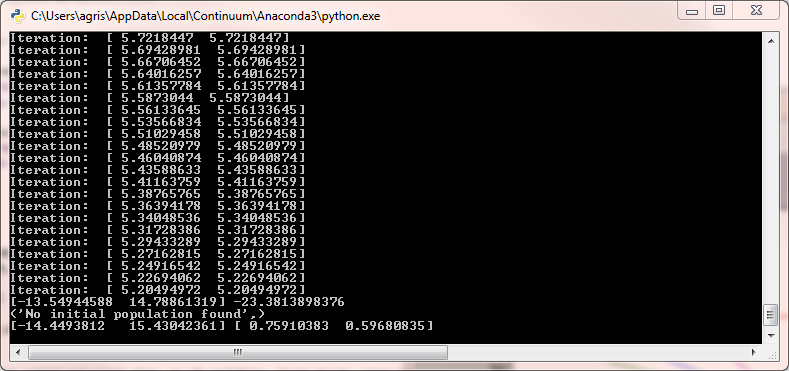 C:\Users\agris\AppData\Local\Continuum\Anaconda3\python.exe
Iteration:  [ 5.7218447  5.7218447]
Iteration:  [ 5.69428981  5.69428981]
Iteration:  [ 5.66706452  5.66706452]
Iteration:  [ 5.64016257  5.64016257]
Iteration:  [ 5.61357784  5.61357784]
Iteration:  [ 5.5873044  5.5873044]
Iteration:  [ 5.56133645  5.56133645]
Iteration:  [ 5.53566834  5.53566834]
Iteration:  [ 5.51029458  5.51029458]
Iteration:  [ 5.48520979  5.48520979]
Iteration:  [ 5.46040874  5.46040874]
Iteration:  [ 5.43588633  5.43588633]
Iteration:  [ 5.41163759  5.41163759]
Iteration:  [ 5.38765765  5.38765765]
Iteration:  [ 5.36394178  5.36394178]
Iteration:  [ 5.34048536  5.34048536]
Iteration:  [ 5.31728386  5.31728386]
Iteration:  [ 5.29433289  5.29433289]
Iteration:  [ 5.27162815  5.27162815]
Iteration:  [ 5.24916542  5.24916542]
Iteration:  [ 5.22694062  5.22694062]
Iteration:  [ 5.20494972  5.20494972]
[-13.54944588  14.78861319] -23.3813898376
('No initial population found',)
[-14.4493812   15.43042361] [ 0.75910383  0.59680835]